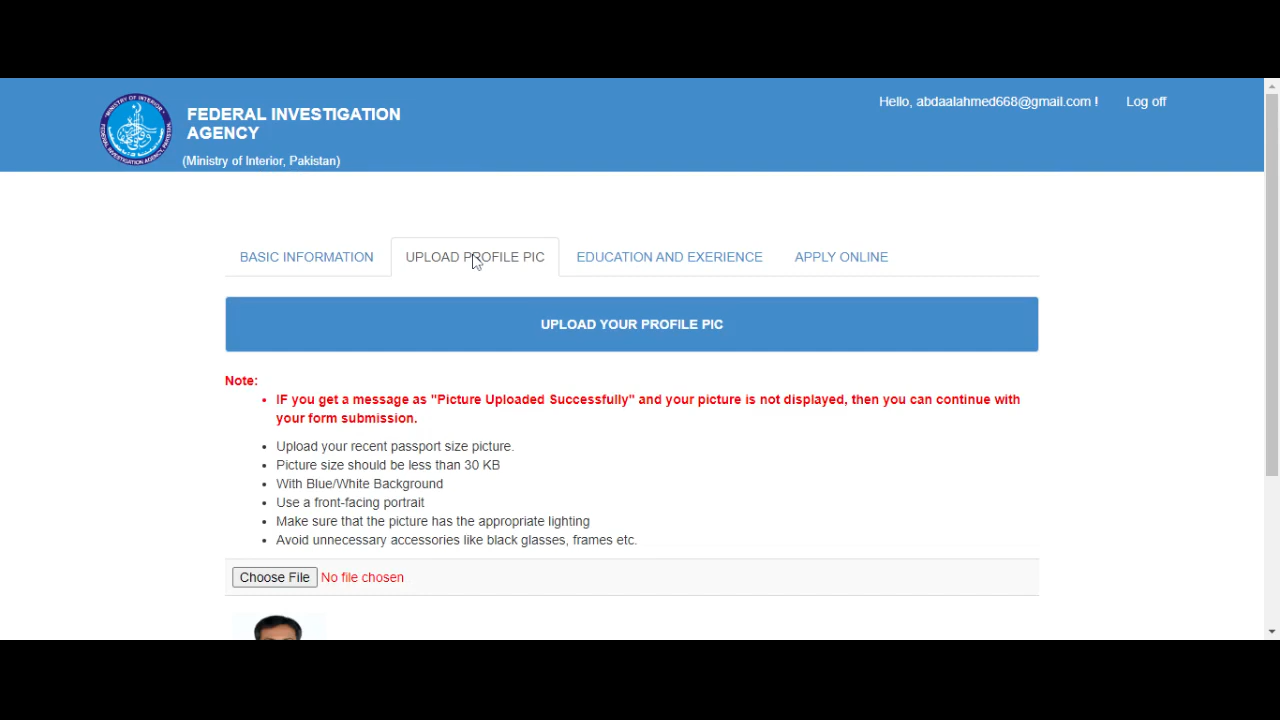 FEDERAL INVESTIGATION
AGENCY
(Ministry of Interior, Pakistan)
Hello, abdaalahmed668@gmail.com !
Log off
BASIC INFORMATION
UPLOAD PROFILE PIC
EDUCATION AND EXERIENCE
APPLY ONLINE
UPLOAD YOUR PROFILE PIC
Note:
• IF you get a message as "Picture Uploaded Successfully" and your picture is not displayed, then you can continue with
your form submission.
• Upload your recent passport size picture.
• Picture size should be less than 30 KB
• With Blue/White Background
• Use a front-facing portrait
• Make sure that the picture has the appropriate lighting
• Avoid unnecessary accessories like black glasses, frames etc.
Choose File No file chosen